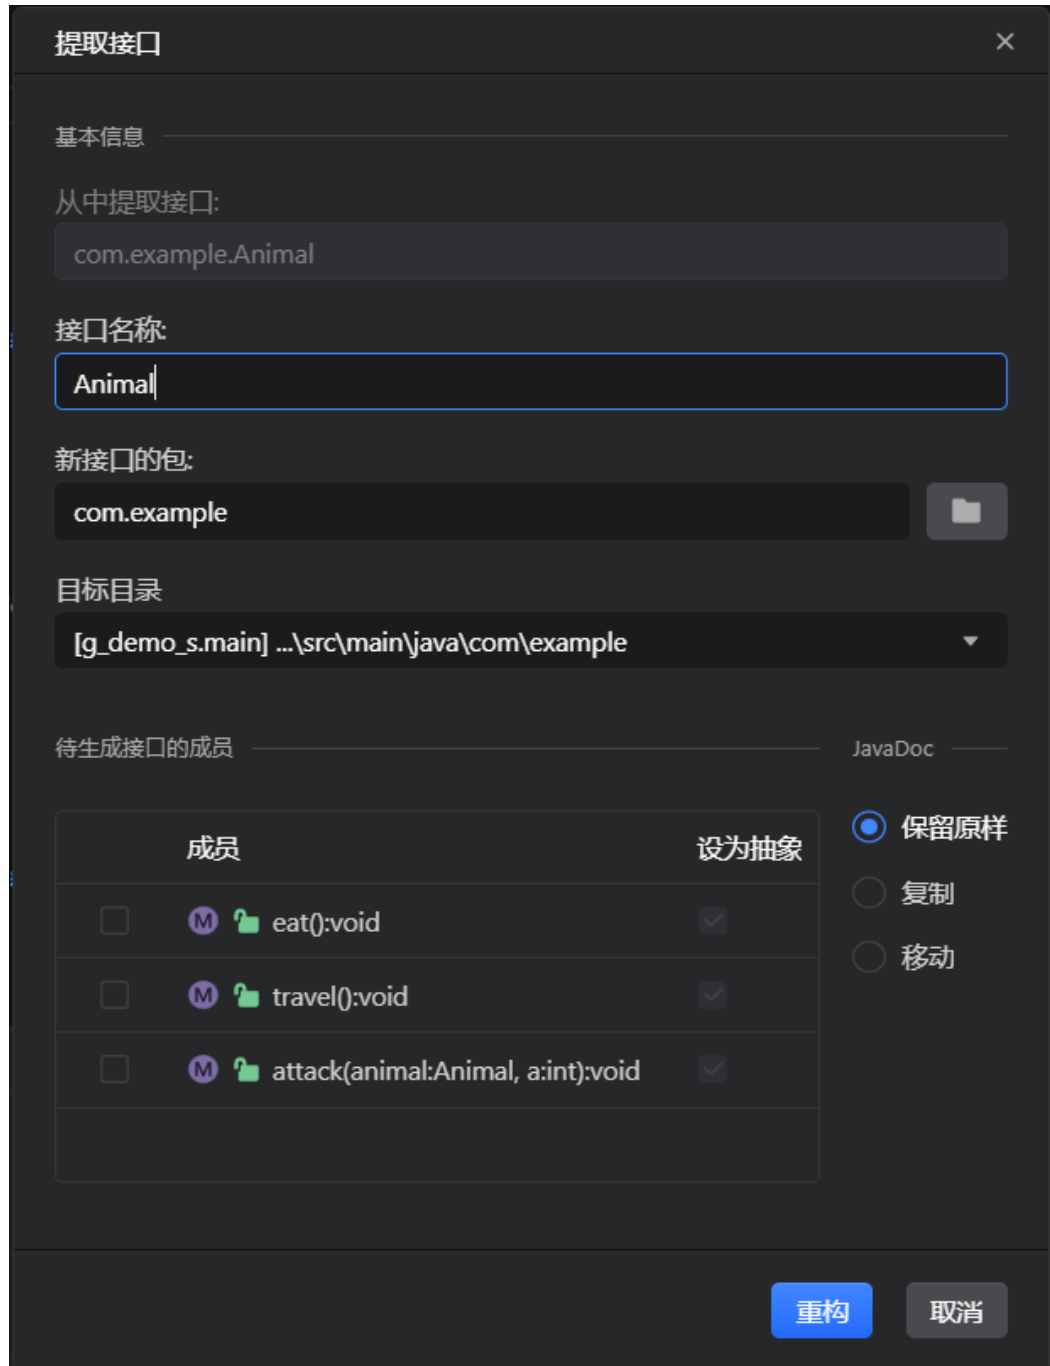 提取接口
基本信息
从中提取接口:
com.example.Animal
接口名称:
Animal
新接口的包:
com.example
目标目录
[g_demo_s.main] ...\src\main\java\com\example
待生成接口的成员
JavaDoc
成员 设为抽象
M eat():void
M travel():void
M attack(animal:Animal, a:int):void
保留原样
复制
移动
重构 取消